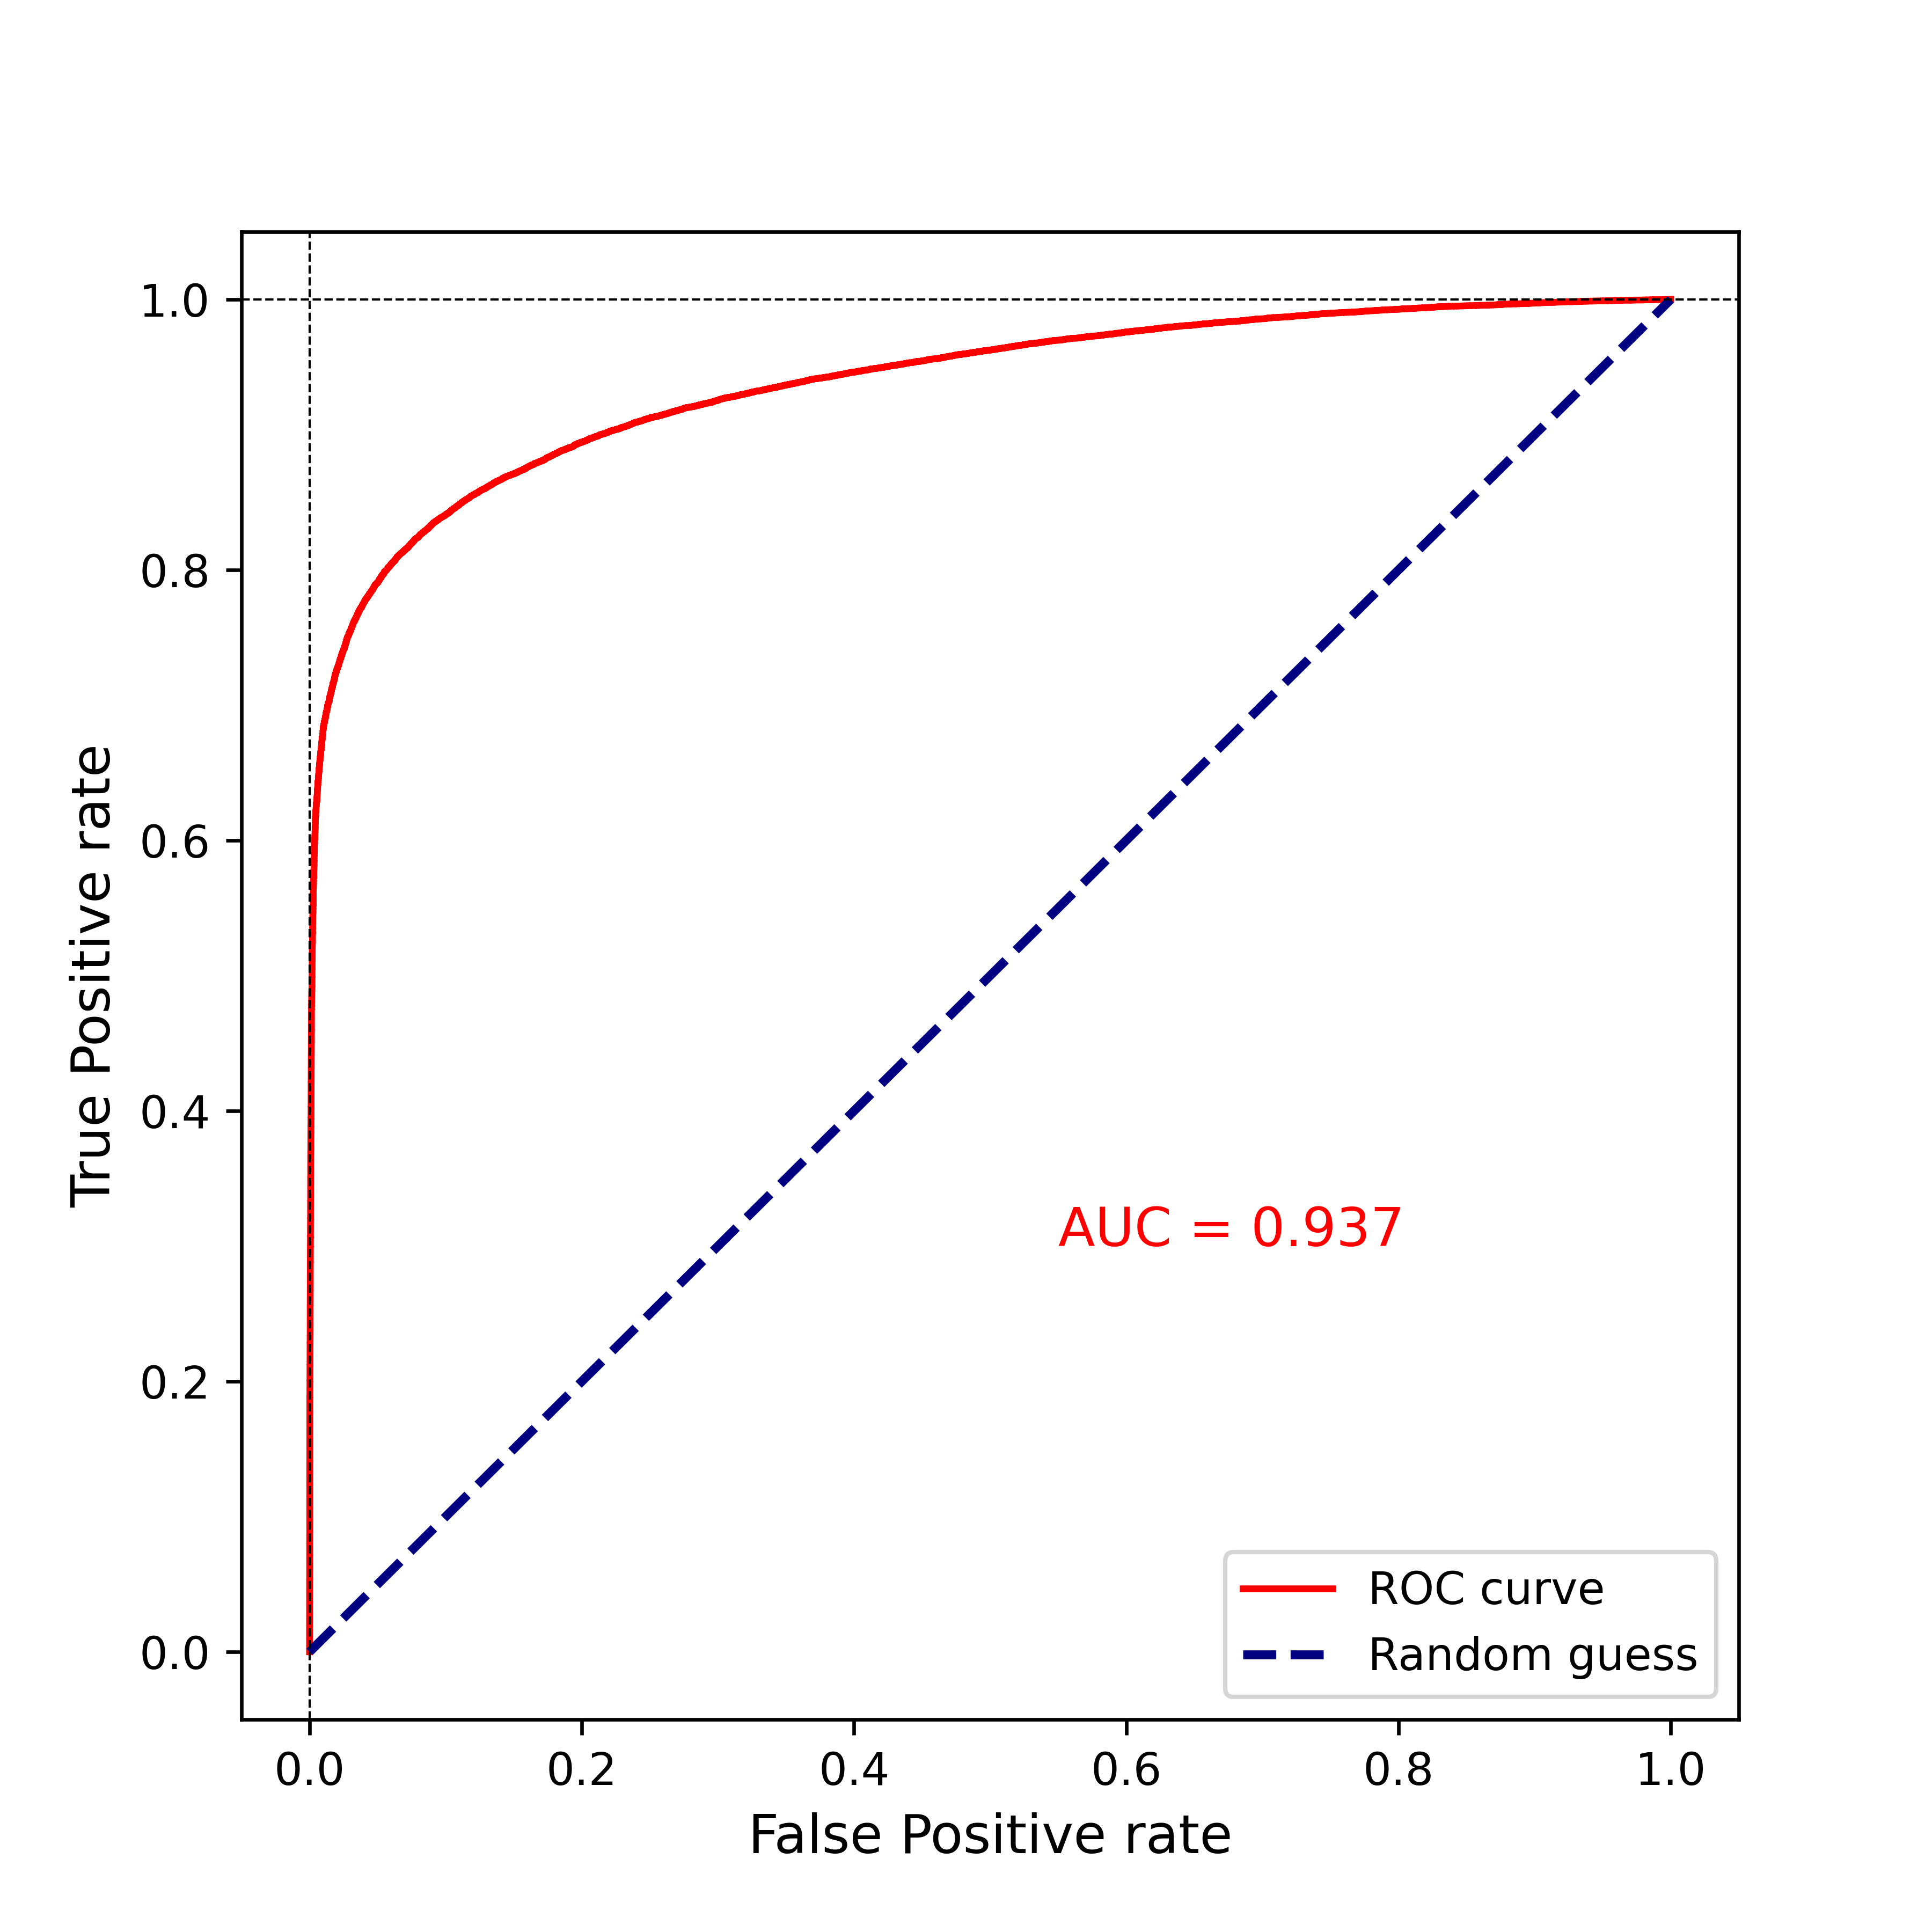 1.0
0.8
0.6
0.4
0.2
0.0
True Positive rate
AUC = 0.937
ROC curve
Random guess
0.0 0.2 0.4 0.6 0.8 1.0
False Positive rate